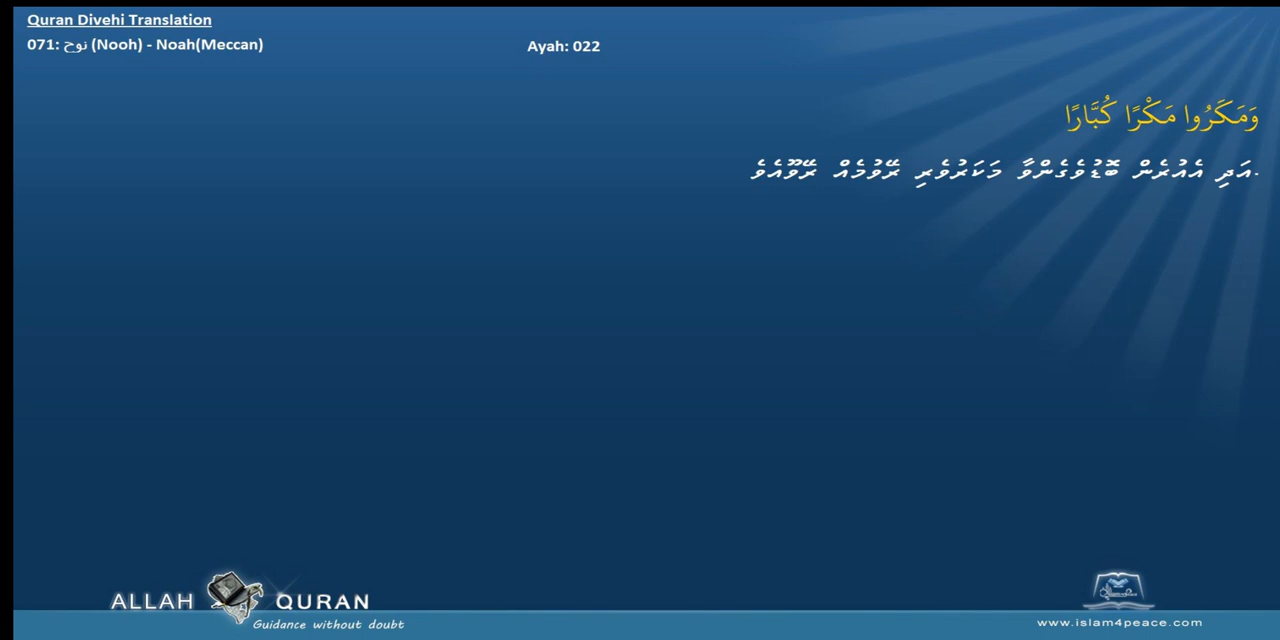 Quran Divehi Translation
071: نوح (Nooh) - Noah(Meccan)
Ayah: 022
وَمَكَرُوا مَكْرًا كُبَّارًا
އަދި އެއުރެން ބޮޑުވެގެންވާ މަކަރުވެރި ރޭވުމެއް ރޭވޫއެވެ.
ALLAH QURAN
Guidance without doubt
www.islam4peace.com